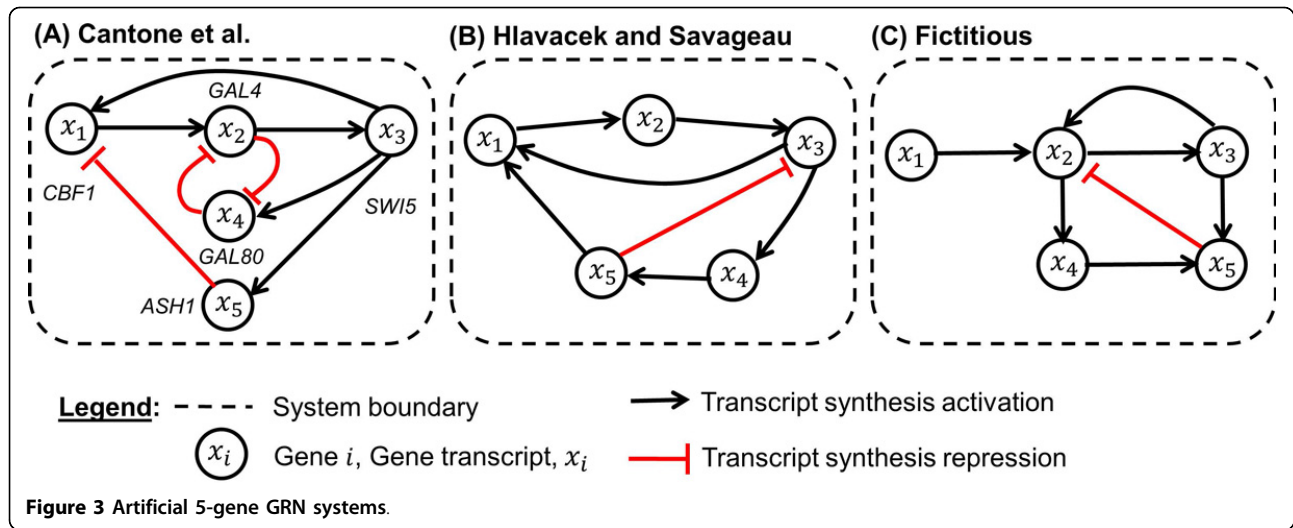 (A) Cantone et al.
(B) Hlavacek and Savageau
(C) Fictitious
GAL4
x1
x2
x3
CBF1
x4
SWI5
GAL80
ASH1
x5
x1
x2
x3
x5
x4
x1
x2
x3
x4
x5
Legend:
System boundary
Transcript synthesis activation
xi
Gene i, Gene transcript, xi
Transcript synthesis repression
Figure 3 Artificial 5-gene GRN systems.